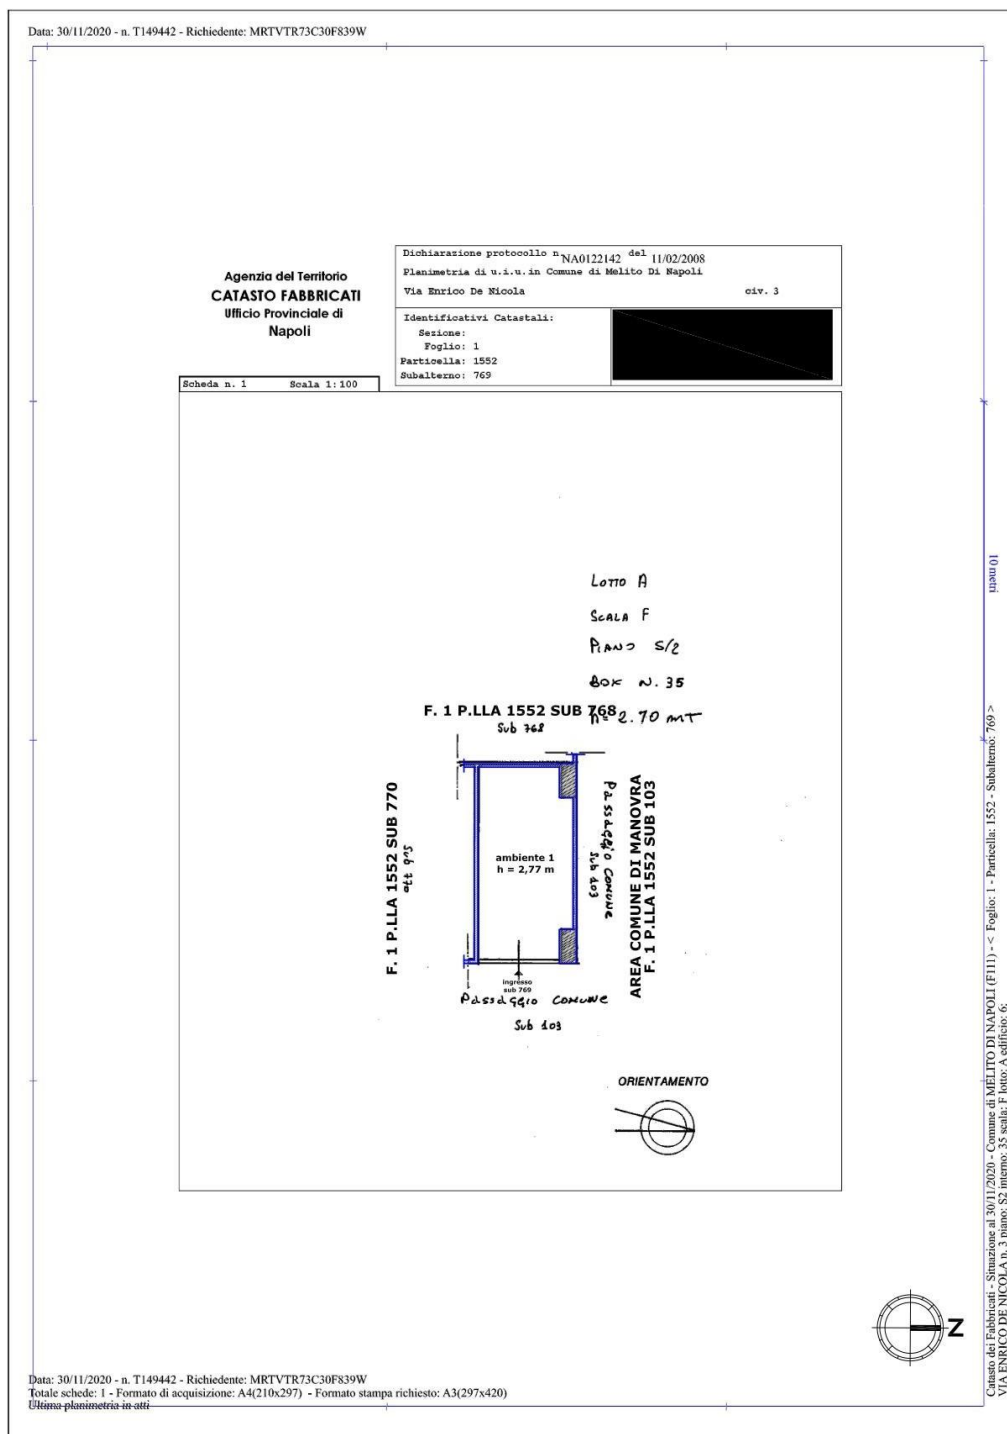 Data: 30/11/2020 - n. T149442 - Richiedente: MRTVTR73C30F839W
Agenzia del Territorio
CATASTO FABBRICATI
Ufficio Provinciale di
Napoli
Dichiarazione protocollo n NA0122142 del 11/02/2008
Planimetria di u.i.u.in Comune di Melito Di Napoli
Via Enrico De Nicola civ. 3
Identificativi Catastali:
Sezione:
Foglio: 1
Particella: 1552
Subalterno: 769
Scheda n. 1 Scala 1:100
LOTTO A
SCALA F
PIANO S/2
BOX N. 35
h= 2.70 mT
F. 1 P.LLA 1552 SUB 768
Sub 768
F. 1 P.LLA 1552 SUB 770
Sub 770
ambiente 1
h = 2,77 m
Passaggio COMUNE
Sub 103
AREA COMUNE DI MANOVRA
F. 1 P.LLA 1552 SUB 103
ingresso
sub 769
Passaggio COMUNE
Sub 103
ORIENTAMENTO
10 metri
Catasto dei Fabbricati - Situazione al 30/11/2020 - Comune di MELITO DI NAPOLI (F111) - < Foglio: 1 - Particella: 1552 - Subalterno: 769 >
VIA ENRICO DE NICOLA n. 3 piano: S2 interno: 35 scala: F lotto: A edificio: 6;
Z
Data: 30/11/2020 - n. T149442 - Richiedente: MRTVTR73C30F839W
Totale schede: 1 - Formato di acquisizione: A4(210x297) - Formato stampa richiesto: A3(297x420)
Ultima planimetria in atti